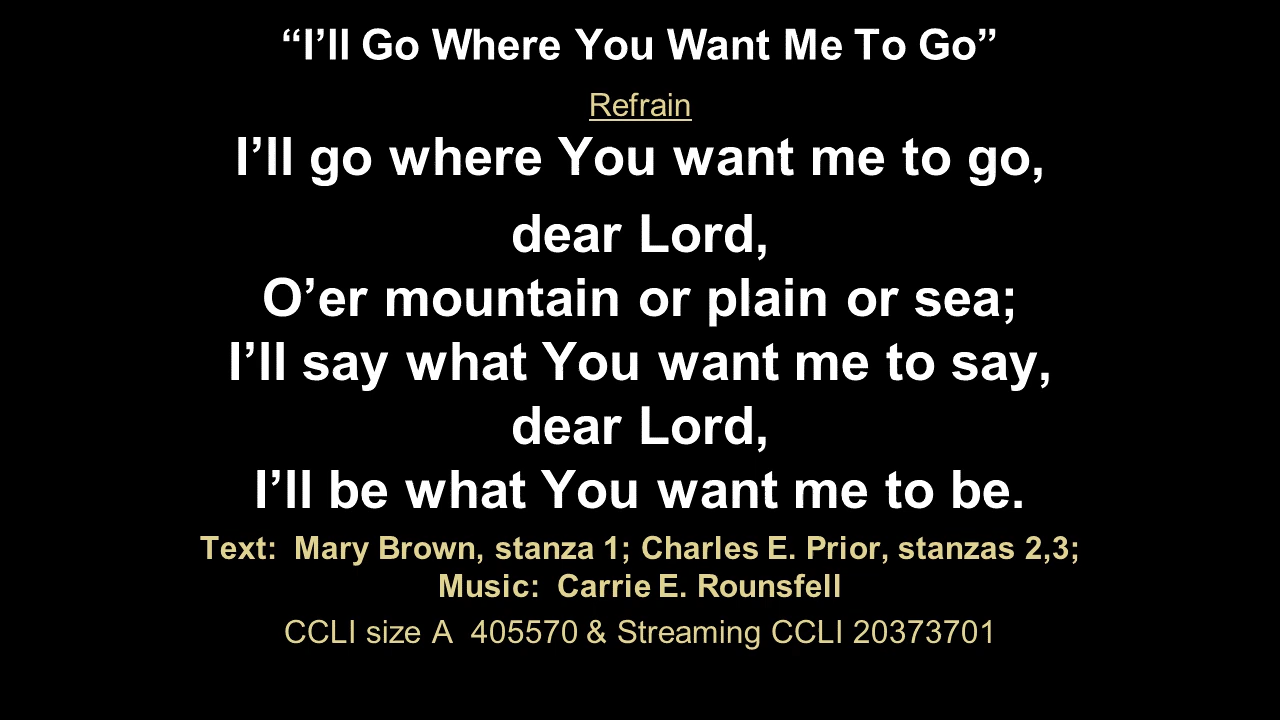 “I’ll Go Where You Want Me To Go”
Refrain
I’ll go where You want me to go,
dear Lord,
O’er mountain or plain or sea;
I’ll say what You want me to say,
dear Lord,
I’ll be what You want me to be.
Text:  Mary Brown, stanza 1; Charles E. Prior, stanzas 2,3;
Music:  Carrie E. Rounsfell
CCLI size A  405570 & Streaming CCLI 20373701